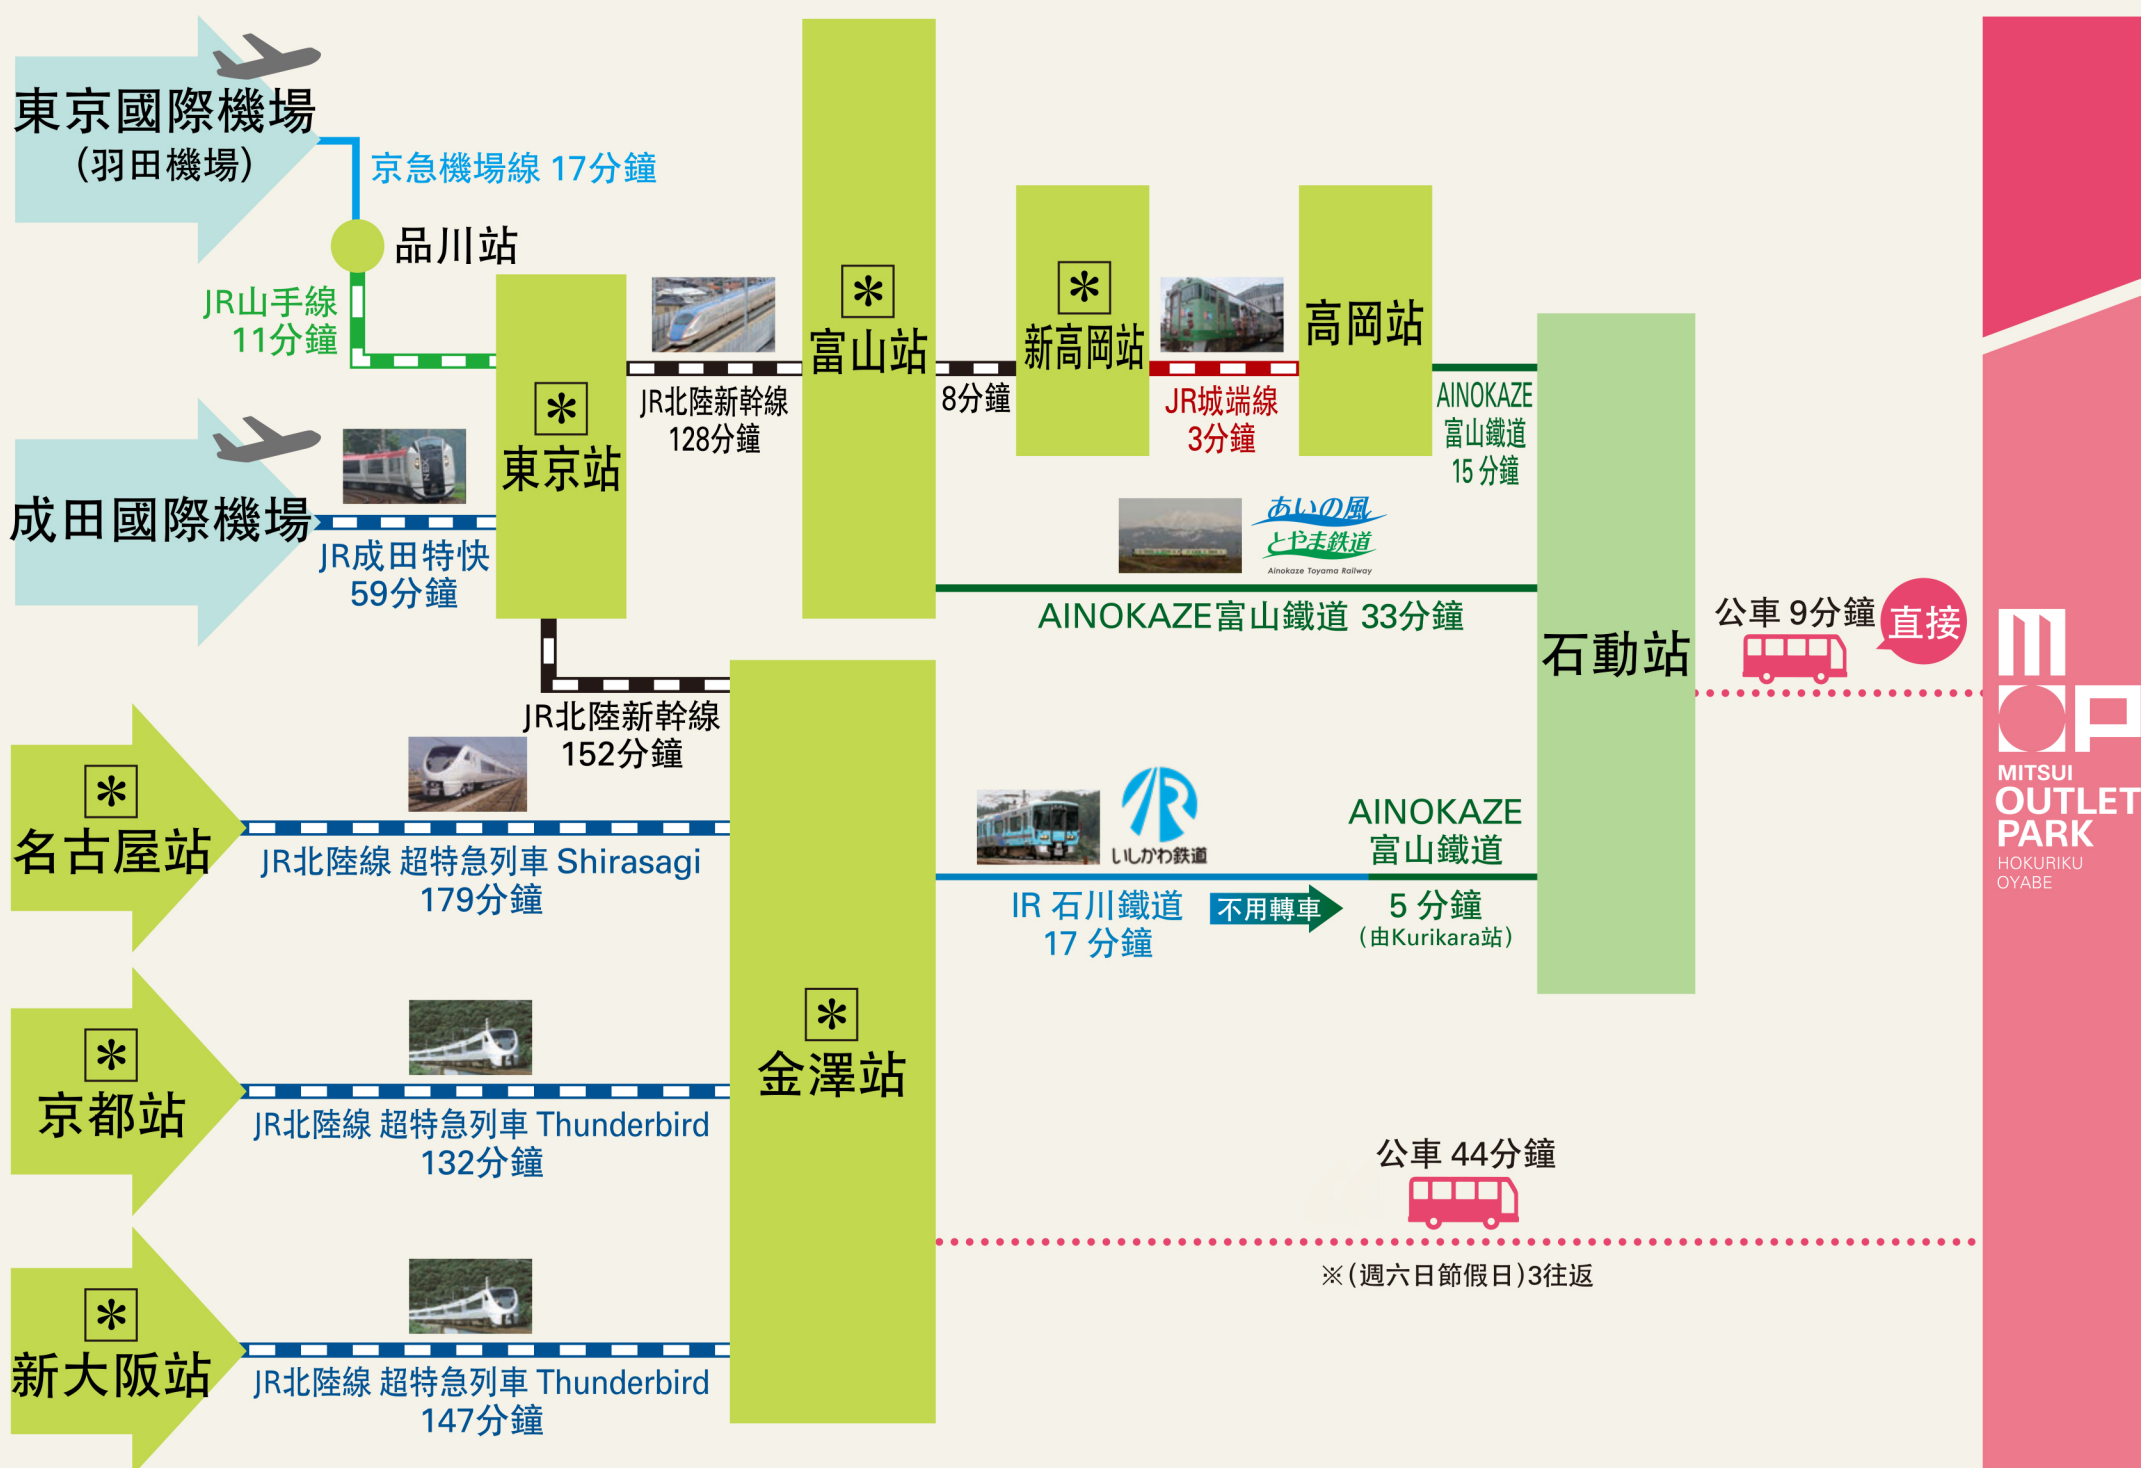 東京國際機場
(羽田機場)
京急機場線 17分鐘
品川站
JR山手線
11分鐘
成田國際機場
JR成田特快
59分鐘
*
東京站
JR北陸新幹線
128分鐘
*
富山站
8分鐘
*
新高岡站
JR城端線
3分鐘
高岡站
AINOKAZE
富山鐵道
15 分鐘
あいの風
とやま鉄道
Ainokaze Toyama Railway
AINOKAZE富山鐵道 33分鐘
石動站
公車 9分鐘
直接
MOP
MITSUI
OUTLET
PARK
HOKURIKU
OYABE
JR北陸新幹線
152分鐘
*
名古屋站
JR北陸線 超特急列車 Shirasagi
179分鐘
*
京都站
JR北陸線 超特急列車 Thunderbird
132分鐘
*
新大阪站
JR北陸線 超特急列車 Thunderbird
147分鐘
*
金澤站
いしかわ鉄道
IR 石川鐵道
17 分鐘
不用轉車
AINOKAZE
富山鐵道
5 分鐘
(由Kurikara站)
公車 44分鐘
※(週六日節假日)3往返